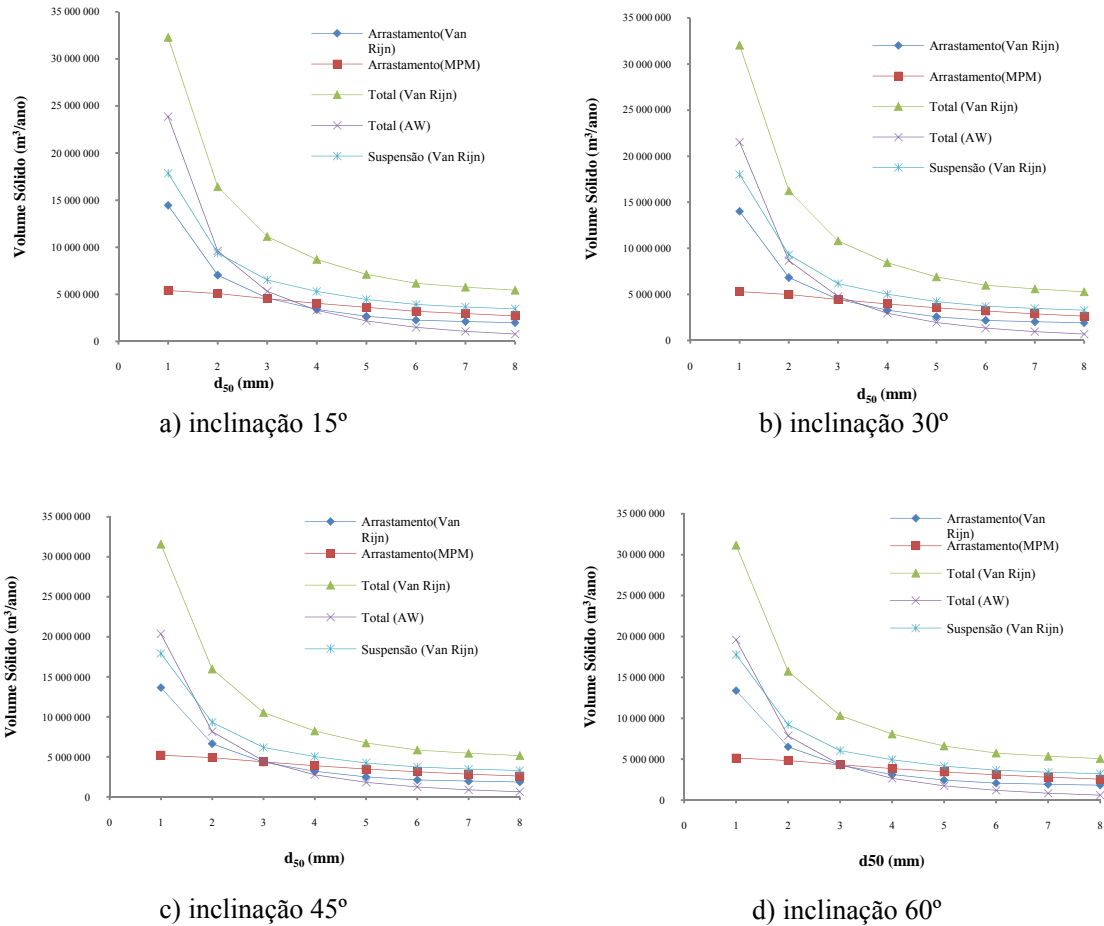 35 000 000
30 000 000
25 000 000
20 000 000
15 000 000
10 000 000
5 000 000
0
Volume Sólido (m³/ano)
Arrastamento(Van
Rijn)
Arrastamento(MPM)
Total (Van Rijn)
Total (AW)
Suspensão (Van Rijn)
0 1 2 3 4 5 6 7 8
d₅₀ (mm)
a) inclinação 15º
35 000 000
30 000 000
25 000 000
20 000 000
15 000 000
10 000 000
5 000 000
0
Volume Sólido (m³/ano)
Arrastamento(Van Rijn)
Arrastamento(MPM)
Total (Van Rijn)
Total (AW)
Suspensão (Van Rijn)
0 1 2 3 4 5 6 7 8
d₅₀ (mm)
b) inclinação 30º
35 000 000
30 000 000
25 000 000
20 000 000
15 000 000
10 000 000
5 000 000
0
Volume Sólido (m³/ano)
Arrastamento(Van
Rijn)
Arrastamento(MPM)
Total (Van Rijn)
Total (AW)
Suspensão (Van Rijn)
0 1 2 3 4 5 6 7 8
d₅₀ (mm)
c) inclinação 45º
35 000 000
30 000 000
25 000 000
20 000 000
15 000 000
10 000 000
5 000 000
0
Volume Sólido (m³/ano)
Arrastamento(Van
Rijn)
Arrastamento(MPM)
Total (Van Rijn)
Total (AW)
Suspensão (Van Rijn)
0 1 2 3 4 5 6 7 8
d50 (mm)
d) inclinação 60º